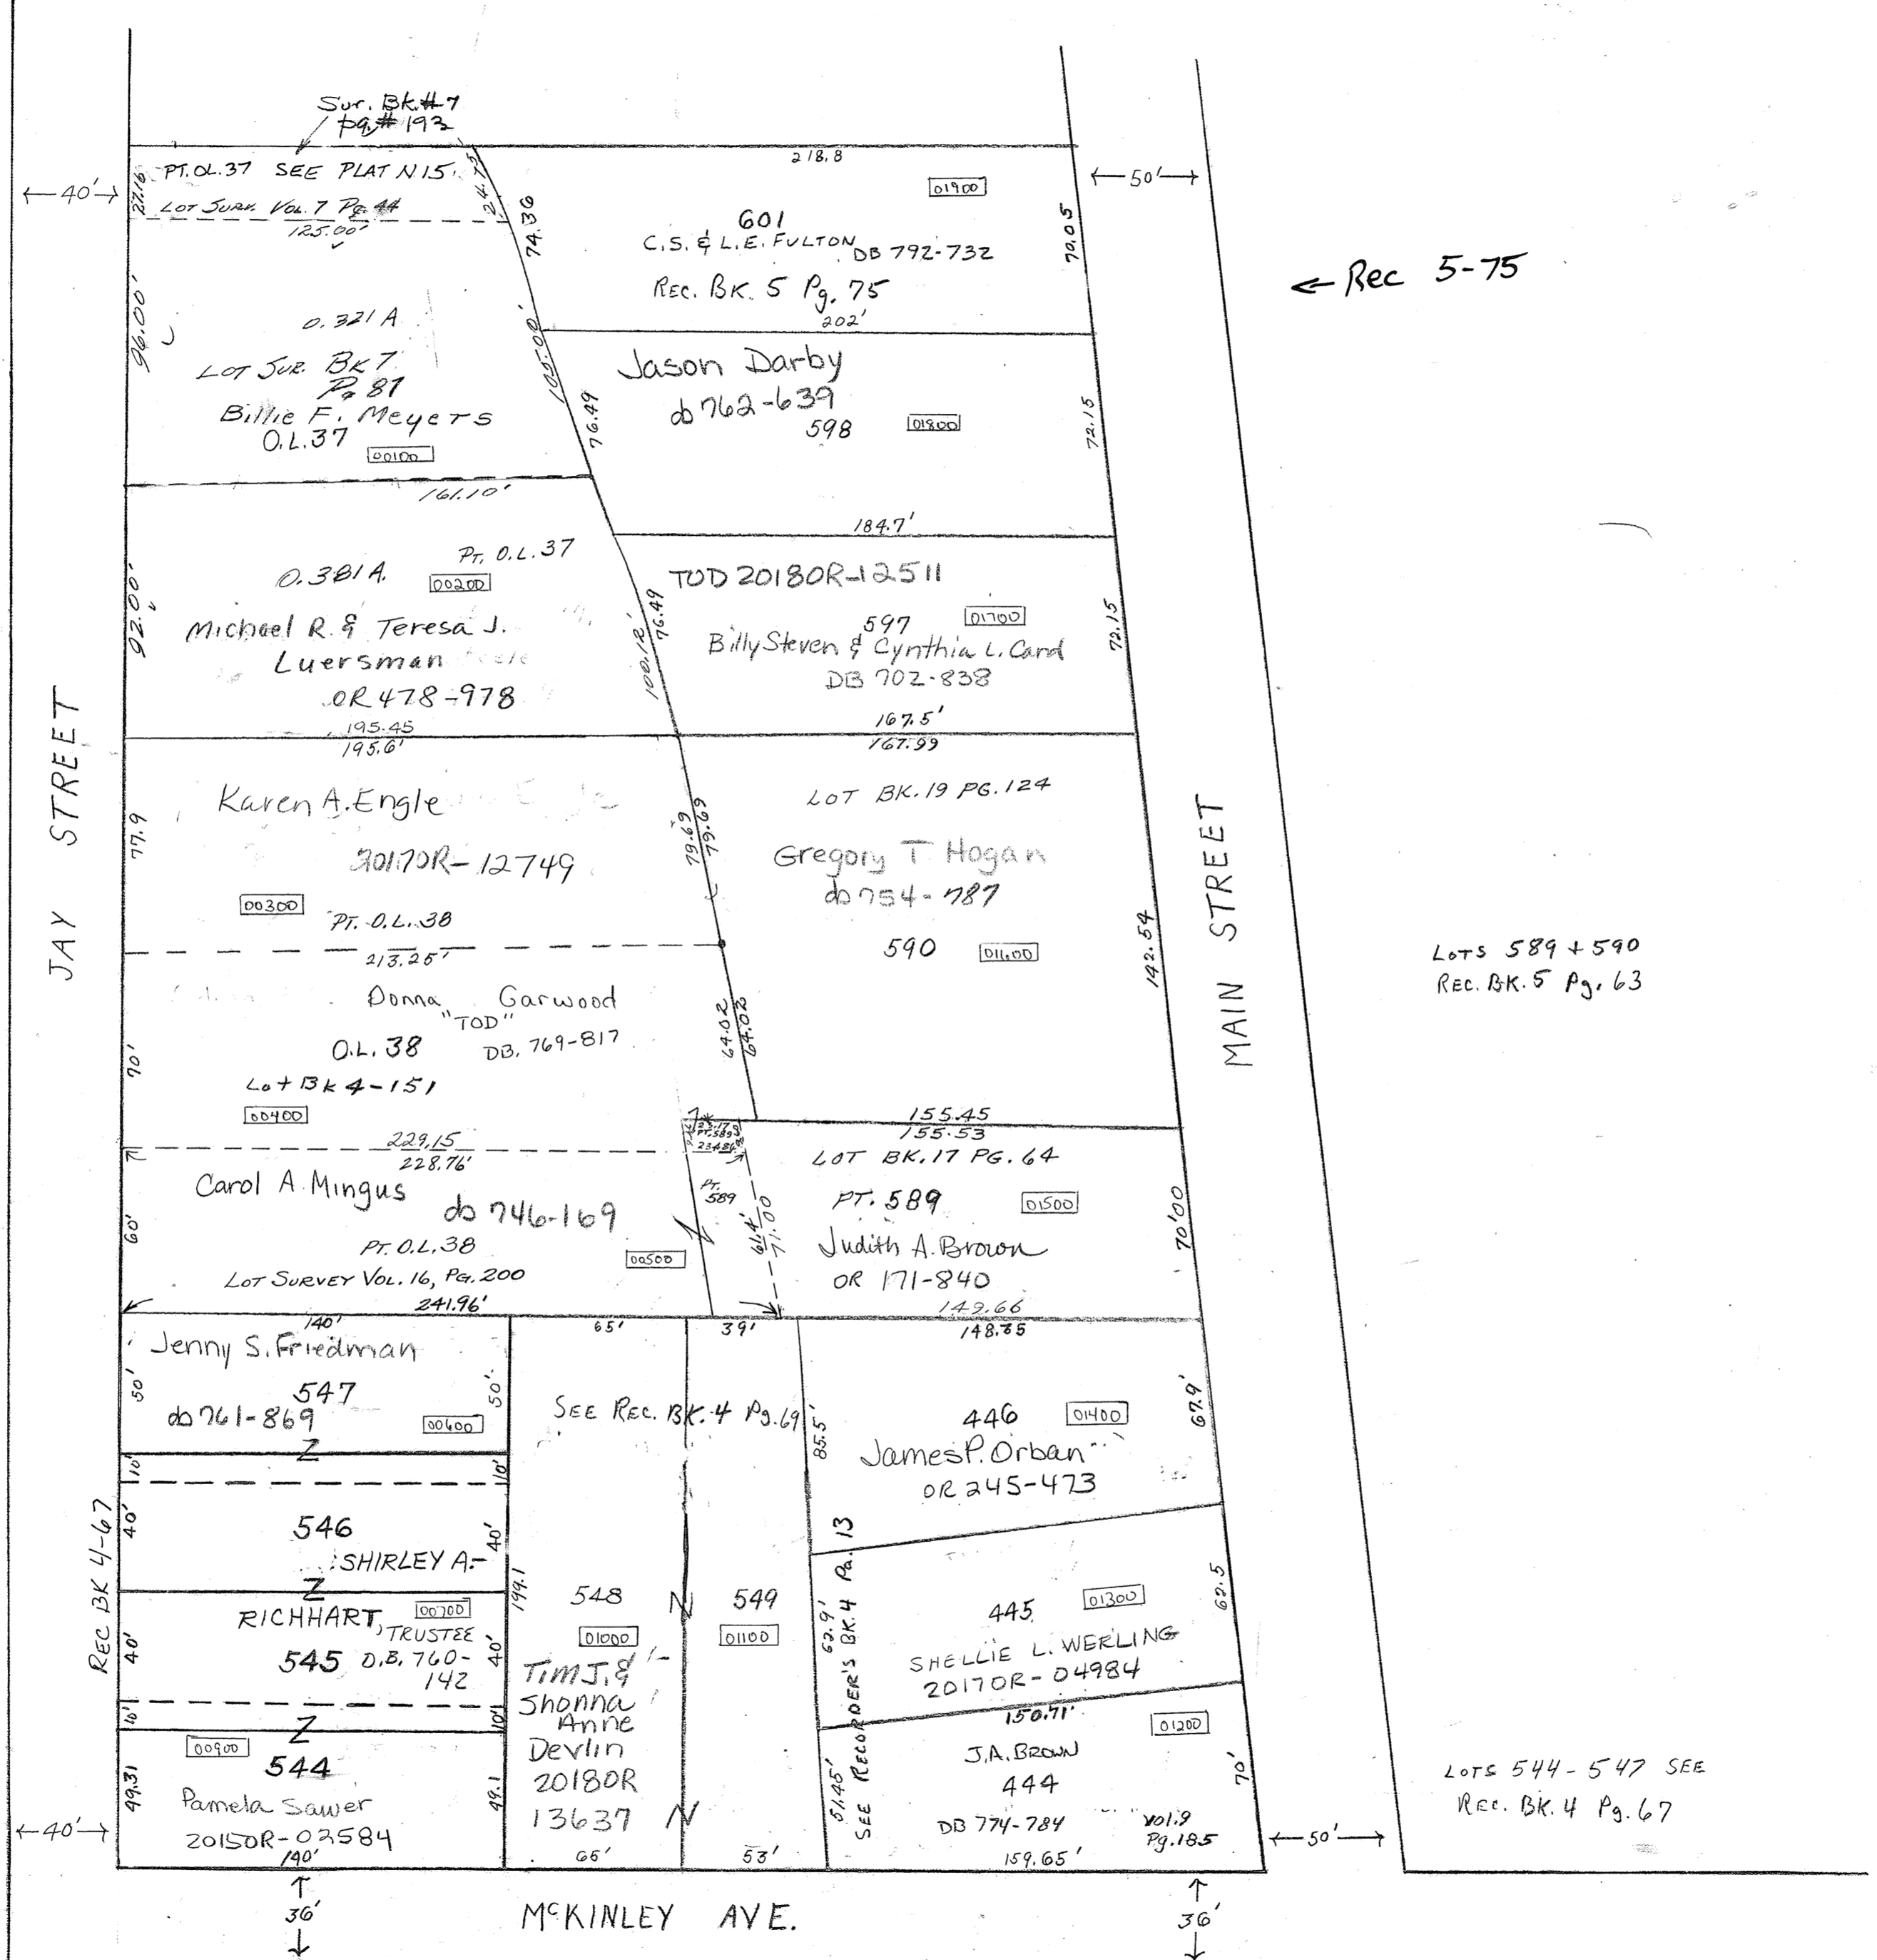 Sur. Bk.#7
pg.# 193
PT. OL.37 SEE PLAT N15
LOT SURV. VOL. 7 Pg. 44
125.00'
27.16
24.75
←40'→
218.8
01900
601
C.S. & L.E. FULTON DB 792-732
REC. BK. 5 Pg. 75
202'
74.36
70.05
←50'→
← Rec 5-75
96.00'
0.321 A
LOT SUR. BK 7
Pg 87
Billie F. Meyers
O.L.37
00100
161.10'
105.00'
76.49
Jason Darby
db 762-639
598
01800
72.15
184.7'
92.00'
PT. O.L.37
0.381 A.
00200
Michael R. & Teresa J.
Luersman
OR 478-978
195.45
195.6'
100.12'
76.49
TOD 2018OR-12511
597
01700
Billy Steven & Cynthia L. Card
DB 702-838
167.5'
167.99
72.15
JAY STREET
77.9
Karen A. Engle
2017OR-12749
00300
PT. O.L. 38
213.25'
79.69
79.69
LOT BK. 19 PG. 124
Gregory T Hogan
db 754-787
590
01600
142.54
MAIN STREET
LOTS 589 + 590
REC. BK. 5 Pg. 63
70'
Donna Garwood
"TOD"
O.L. 38 DB. 769-817
Lot Bk 4-151
00400
229.15
228.76'
64.02
64.02
155.45
155.53
23.17
PT. 589
LOT BK. 17 PG. 64
PT. 589
01500
Judith A. Brown
OR 171-840
149.66
148.85
70'00
60'
Carol A. Mingus
db 746-169
PT. O.L. 38
00500
LOT SURVEY VOL. 16, PG. 200
241.96'
PT.
589
61.4'
71.00
140'
65'
39'
50'
Jenny S. Friedman
547
db 761-869
00600
50'
10'
10'
SEE REC. BK. 4 Pg. 69
85.5'
446
01400
James P. Orban
OR 245-473
67.9'
REC BK 4-67
40'
546
40'
SHIRLEY A.-
RICHHART, TRUSTEE
00700
40'
545 D.B. 760-
142
40'
10'
10'
199.1
548
01000
Tim J. &
Shonna
Anne
Devlin
2018OR
13637
65'
549
01100
53'
62.9'
SEE RECORDER'S BK. 4 Pa. 13
445
01300
SHELLIE L. WERLING
2017OR-04984
62.5
150.71'
01200
J.A. BROWN
444
DB 774-784
Vol.9
Pg.185
51.45'
159.65'
70'
←50'→
LOTS 544-547 SEE
REC. BK. 4 Pg. 67
00900
544
49.31
49.1
Pamela Sawer
2015OR-02584
140'
←40'→
36'
McKINLEY AVE.
36'